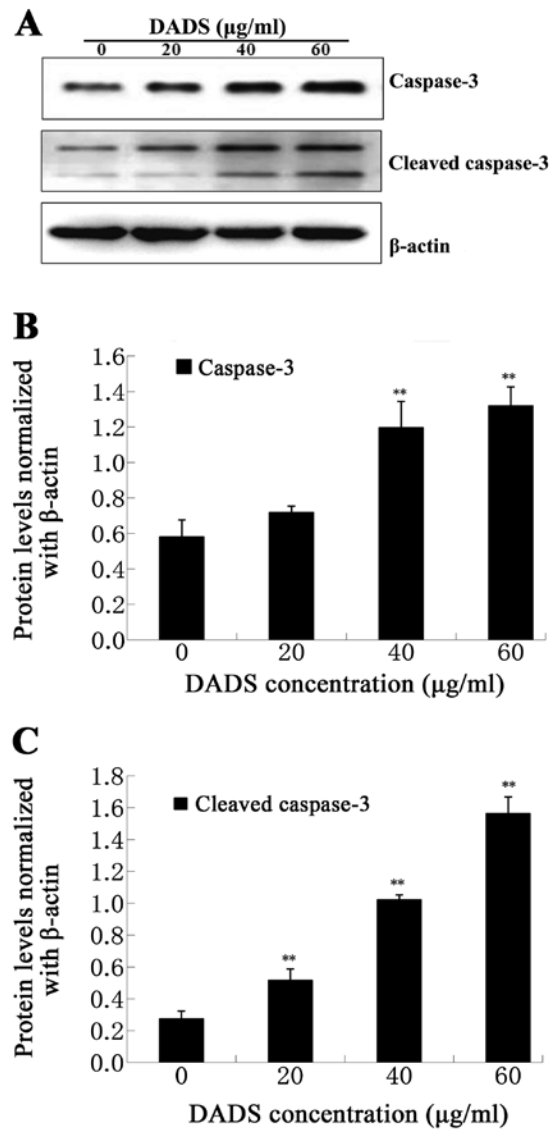 A
DADS (µg/ml)
0 20 40 60
Caspase-3
Cleaved caspase-3
β-actin
B
Protein levels normalized
with β-actin
1.6
1.4
1.2
1.0
0.8
0.6
0.4
0.2
0.0
Caspase-3
** **
0 20 40 60
DADS concentration (µg/ml)
C
Protein levels normalized
with β-actin
1.8
1.6
1.4
1.2
1.0
0.8
0.6
0.4
0.2
0.0
Cleaved caspase-3
**
**
**
0 20 40 60
DADS concentration (µg/ml)